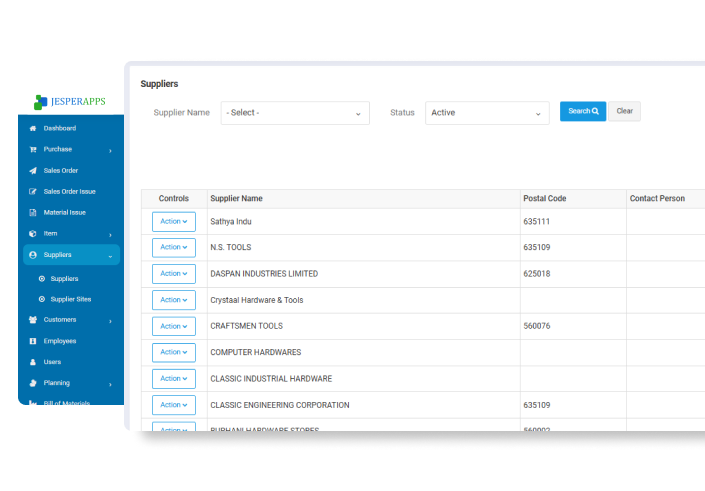 JESPERAPPS
Dashboard
Purchase
Sales Order
Sales Order Issue
Material Issue
Item
Suppliers
Suppliers
Supplier Sites
Customers
Employees
Users
Planning
Bill of Materials
Suppliers
Supplier Name - Select - Status Active Search Clear
Controls Supplier Name Postal Code Contact Person
Action Sathya Indu 635111
Action N.S. TOOLS 635109
Action DASPAN INDUSTRIES LIMITED 625018
Action Crystaal Hardware & Tools
Action CRAFTSMEN TOOLS 560076
Action COMPUTER HARDWARES
Action CLASSIC INDUSTRIAL HARDWARE
Action CLASSIC ENGINEERING CORPORATION 635109
Action BURHANI HARDWARE STORES 560002